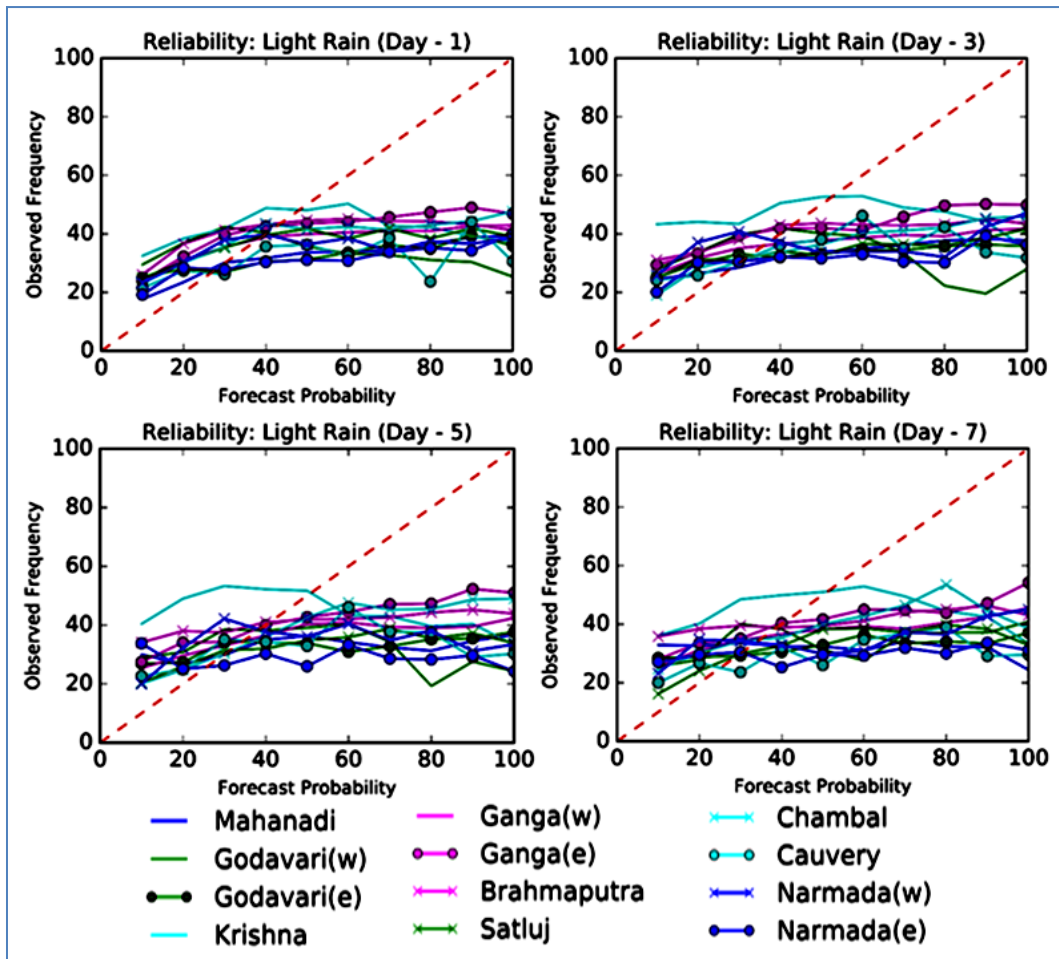 Reliability: Light Rain (Day - 1)
100
80
60
40
20
0
Observed Frequency
0 20 40 60 80 100
Forecast Probability
Reliability: Light Rain (Day - 3)
100
80
60
40
20
0
Observed Frequency
0 20 40 60 80 100
Forecast Probability
Reliability: Light Rain (Day - 5)
100
80
60
40
20
0
Observed Frequency
0 20 40 60 80 100
Forecast Probability
Reliability: Light Rain (Day - 7)
100
80
60
40
20
0
Observed Frequency
0 20 40 60 80 100
Forecast Probability
Mahanadi
Godavari(w)
Godavari(e)
Krishna
Ganga(w)
Ganga(e)
Brahmaputra
Satluj
Chambal
Cauvery
Narmada(w)
Narmada(e)